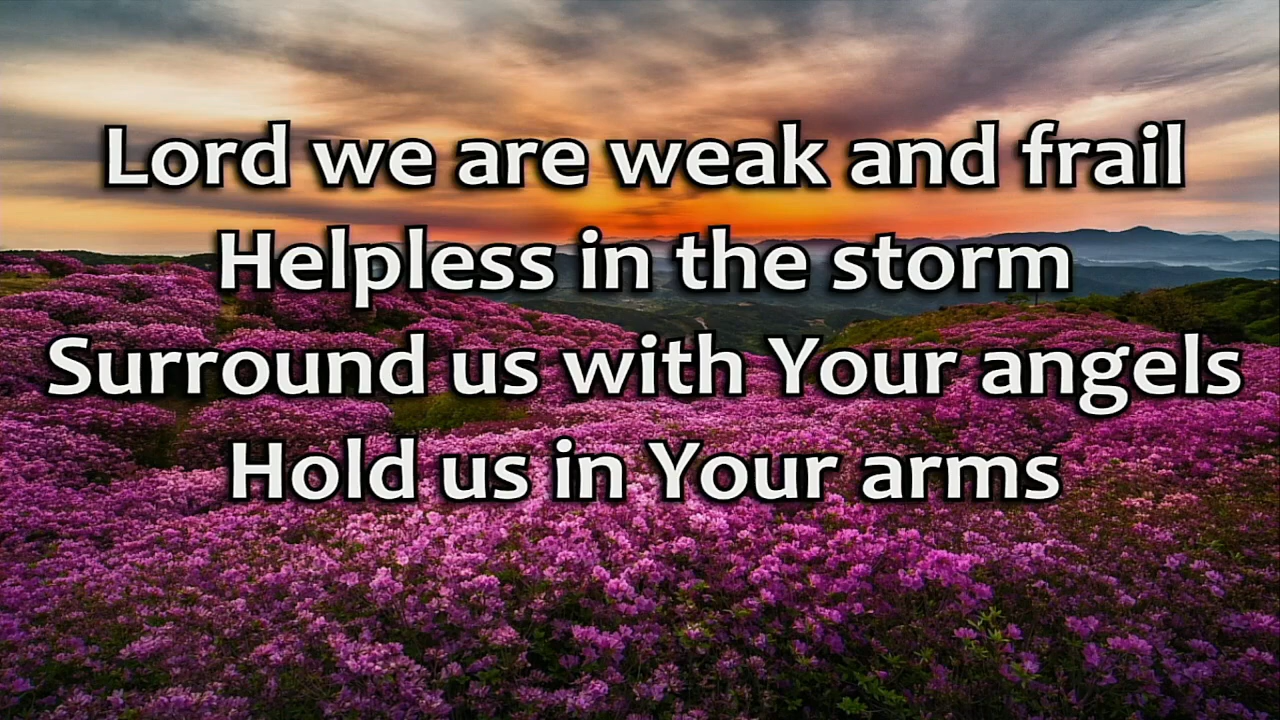 Lord we are weak and frail
Helpless in the storm
Surround us with Your angels
Hold us in Your arms